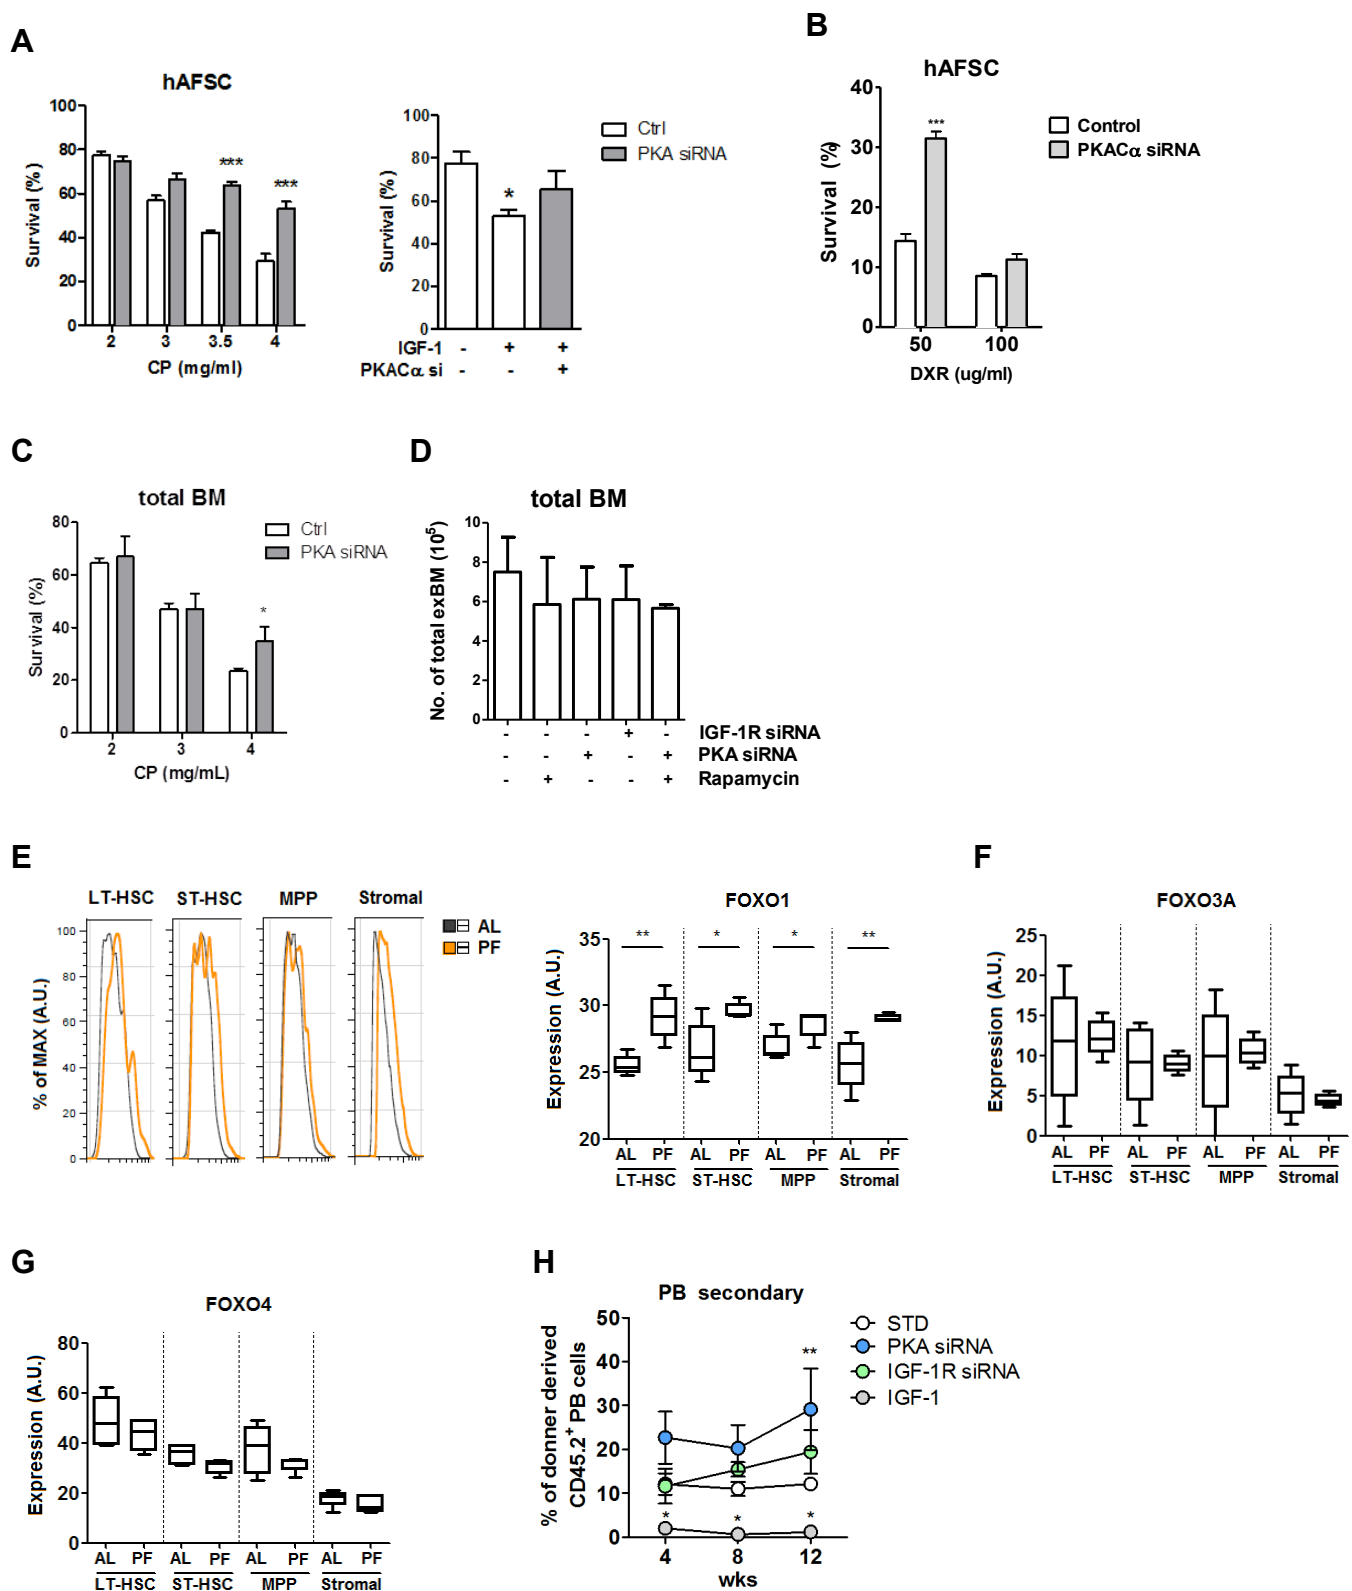 A
hAFSC
Survival (%)
100
80
60
40
20
0
***
***
2 3 3.5 4
CP (mg/ml)
Survival (%)
100
80
60
40
20
0
*
Ctrl
PKA siRNA
IGF-1 - + +
PKACα si - - +
B
hAFSC
Survival (%)
40
30
20
10
0
***
Control
PKACα siRNA
50 100
DXR (ug/ml)
C
total BM
Survival (%)
80
60
40
20
0
*
Ctrl
PKA siRNA
2 3 4
CP (mg/mL)
D
total BM
No. of total exBM (10⁵)
10
8
6
4
2
0
- - - + - IGF-1R siRNA
- - + - + PKA siRNA
- + - - + Rapamycin
E
LT-HSC ST-HSC MPP Stromal
% of MAX (A.U.)
100
80
60
40
20
0
AL
PF
FOXO1
Expression (A.U.)
35
30
25
20
** * * **
AL PF AL PF AL PF AL PF
LT-HSC ST-HSC MPP Stromal
F
FOXO3A
Expression (A.U.)
25
20
15
10
5
0
AL PF AL PF AL PF AL PF
LT-HSC ST-HSC MPP Stromal
G
FOXO4
Expression (A.U.)
80
60
40
20
0
AL PF AL PF AL PF AL PF
LT-HSC ST-HSC MPP Stromal
H
PB secondary
% of donner derived
CD45.2⁺ PB cells
50
40
30
20
10
0
**
* * *
STD
PKA siRNA
IGF-1R siRNA
IGF-1
4 8 12
wks